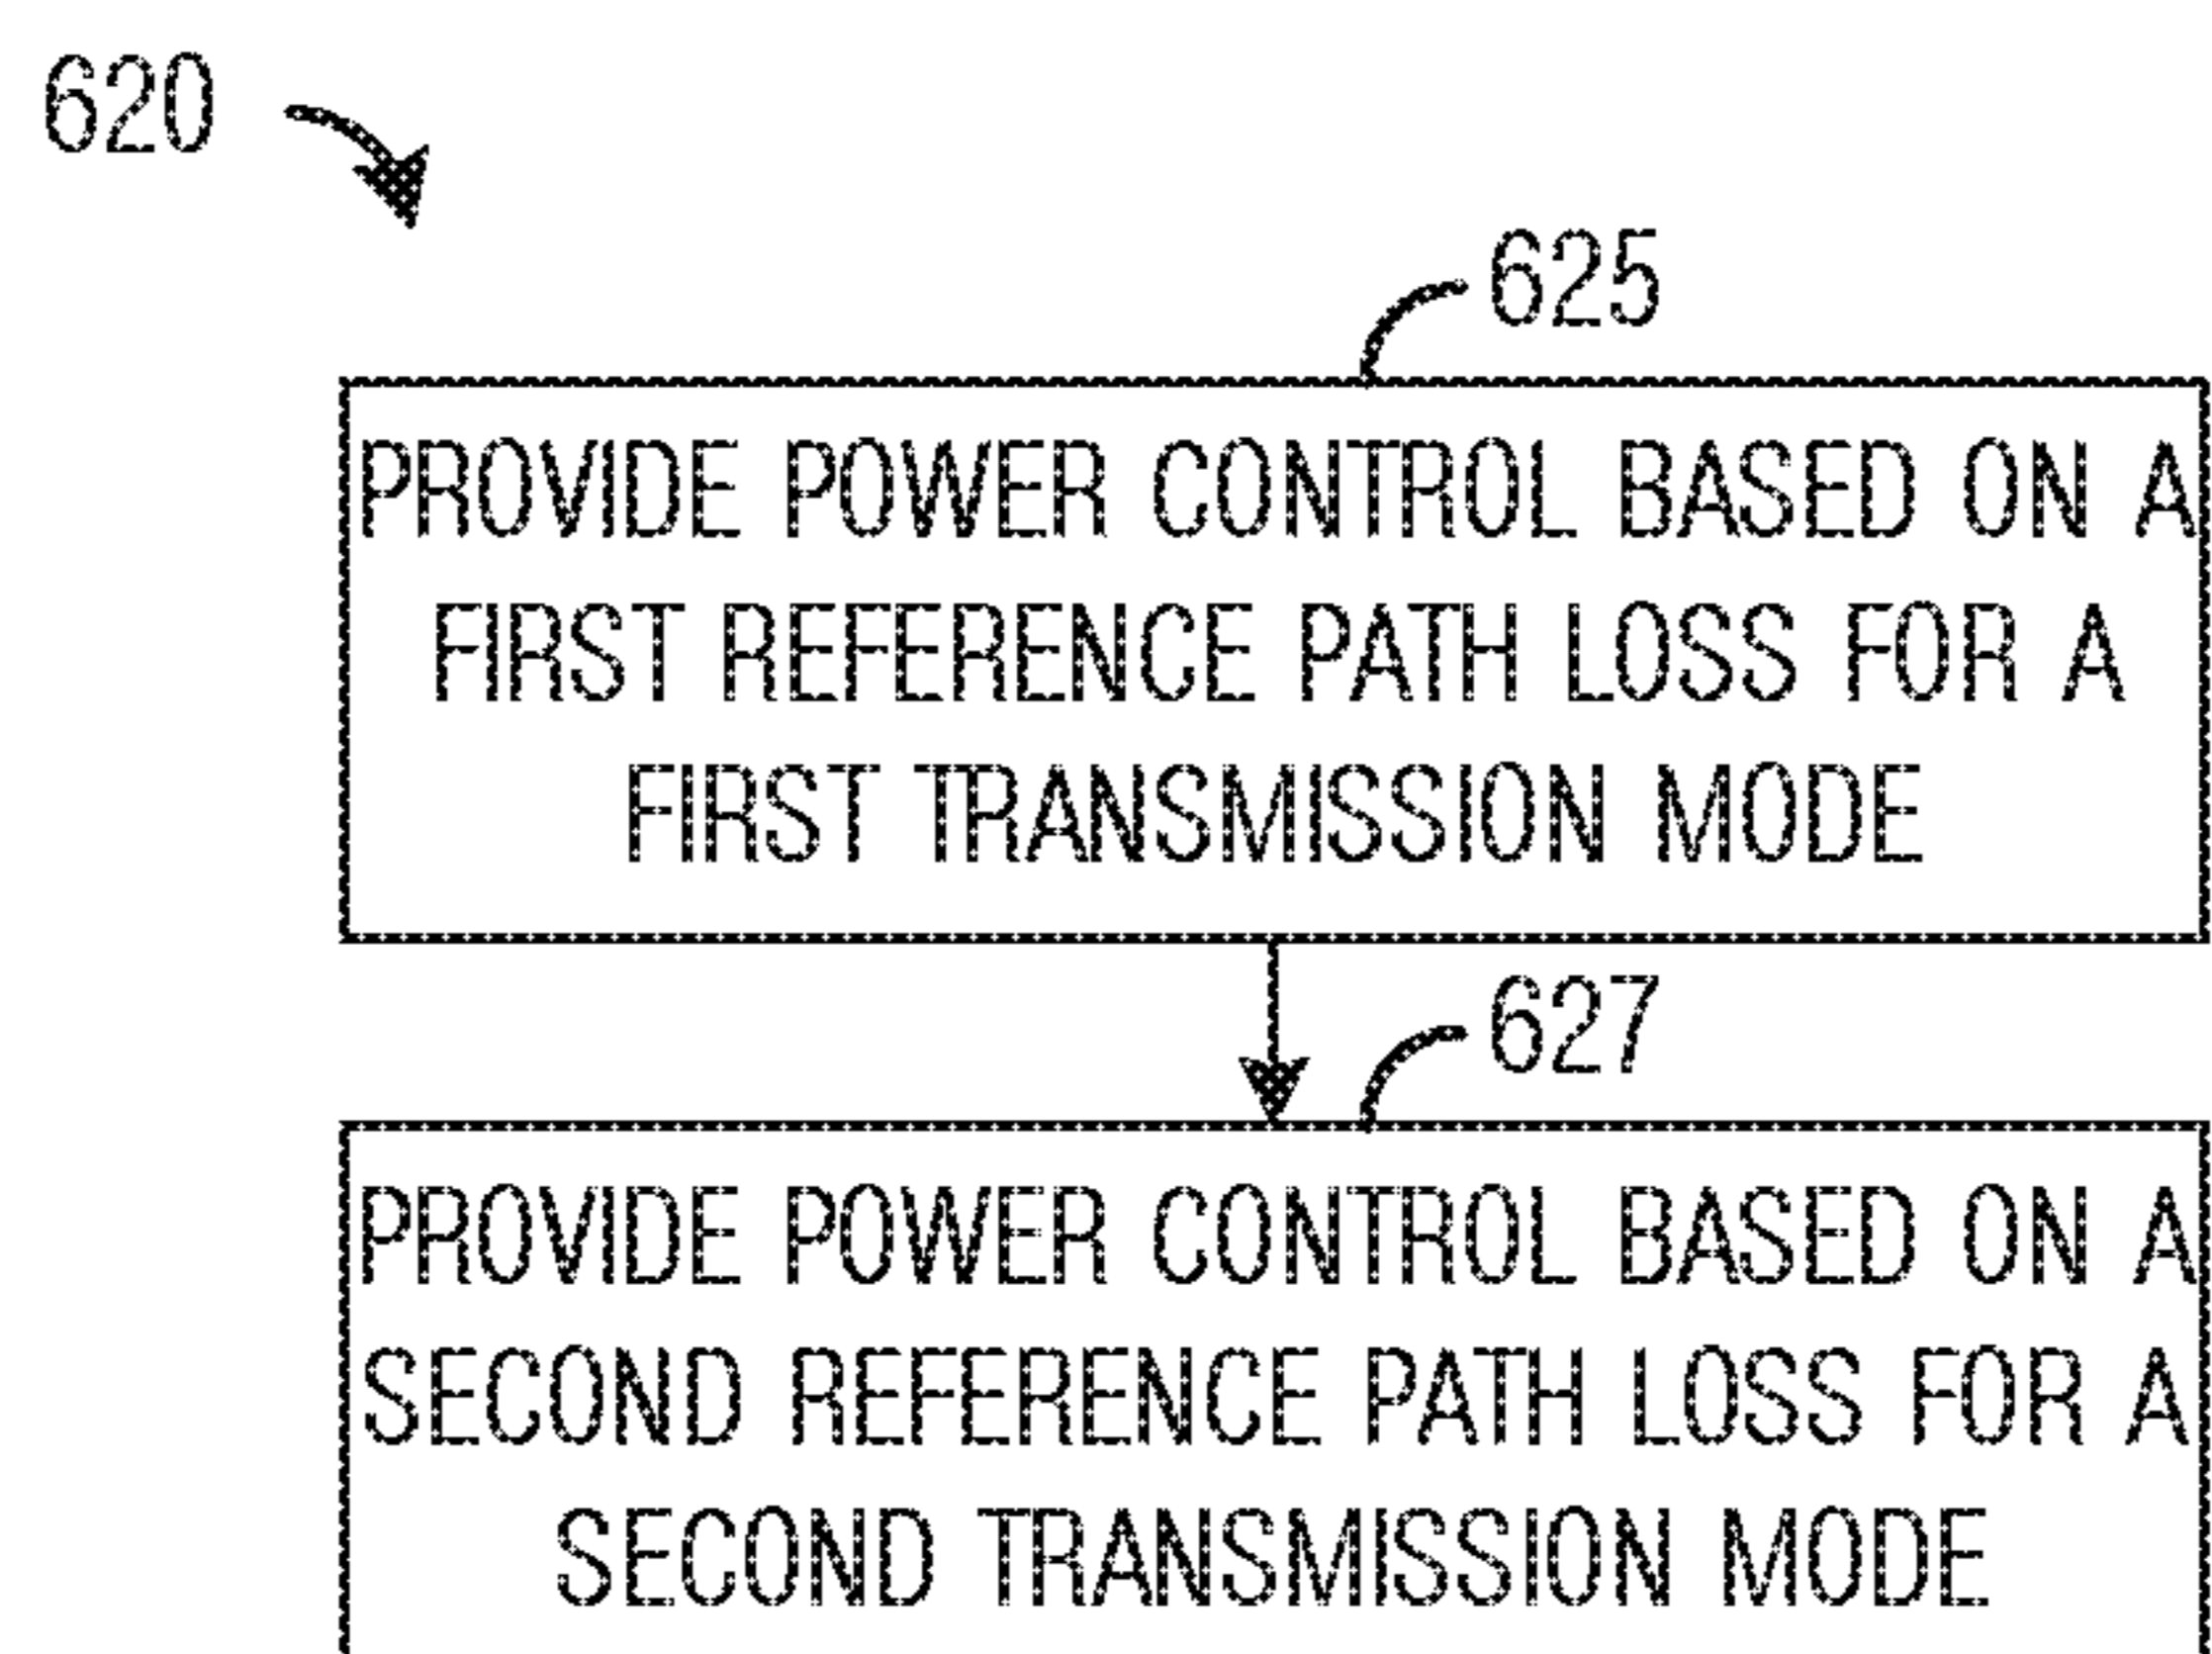 620
625
PROVIDE POWER CONTROL BASED ON A
FIRST REFERENCE PATH LOSS FOR A
FIRST TRANSMISSION MODE
627
PROVIDE POWER CONTROL BASED ON A
SECOND REFERENCE PATH LOSS FOR A
SECOND TRANSMISSION MODE